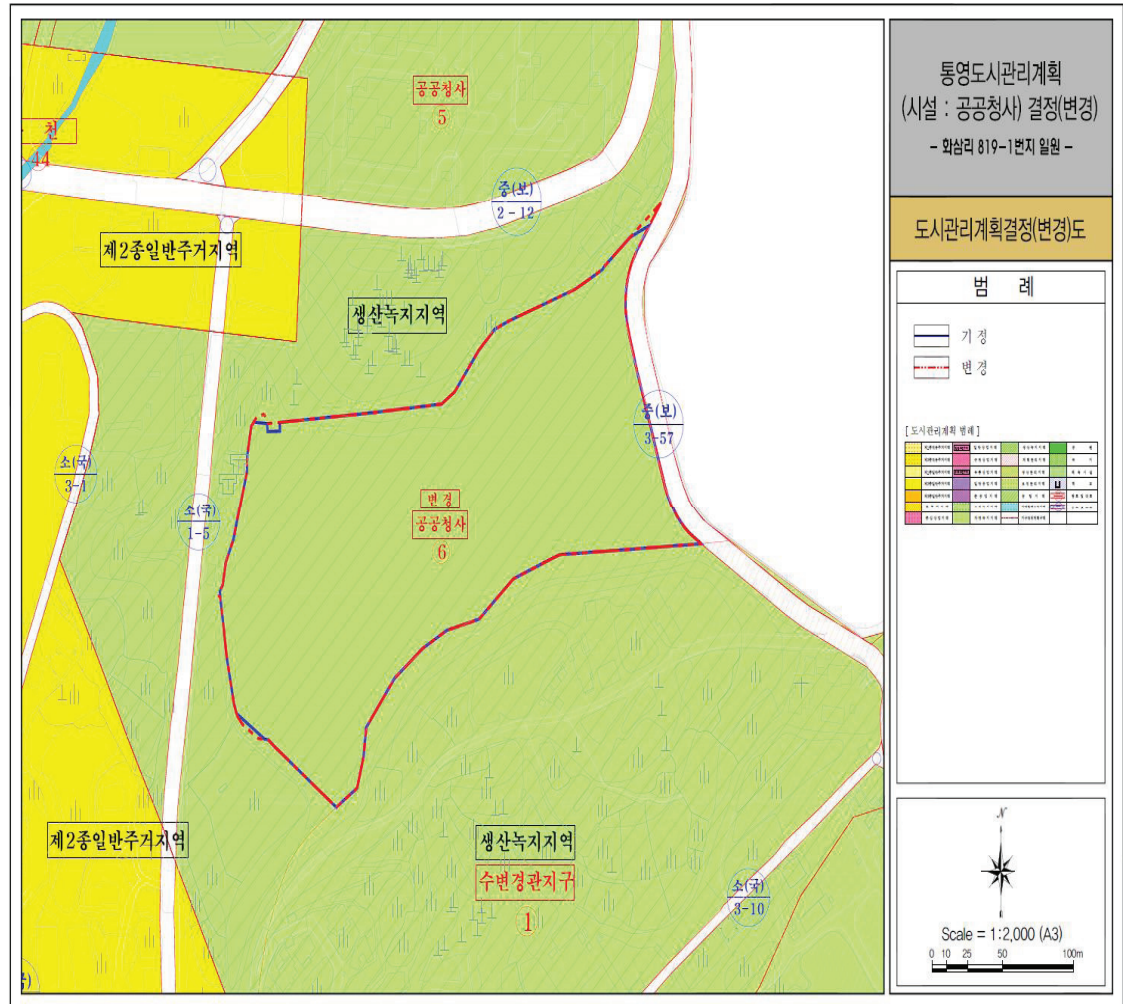 통영도시관리계획
(시설 : 공공청사) 결정(변경)
- 화삼리 819-1번지 일원 -
도시관리계획결정(변경)도
범 례
기 정
변 경
[ 도시관리계획 범례 ]
N
Scale = 1:2,000 (A3)
0 10 25 50 100m
공공청사
5
천
44
중(보)
2-12
제2종일반주거지역
생산녹지지역
소(국)
3-1
소(국)
1-5
중(보)
3-57
변경
공공청사
6
제2종일반주거지역
생산녹지지역
수변경관지구
1
소(국)
3-10